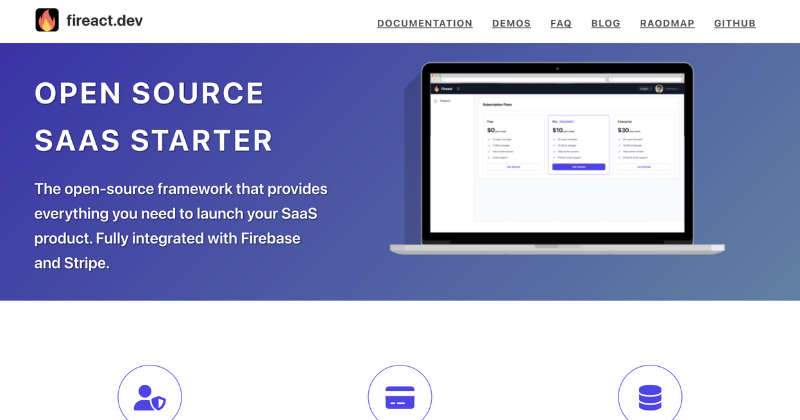 fireact.dev
DOCUMENTATION DEMOS FAQ BLOG RAODMAP GITHUB
OPEN SOURCE
SAAS STARTER
The open-source framework that provides
everything you need to launch your SaaS
product. Fully integrated with Firebase
and Stripe.
Fireact
Projects
Subscription Plans
Free
Pro
Enterprise
$0
$10
$30